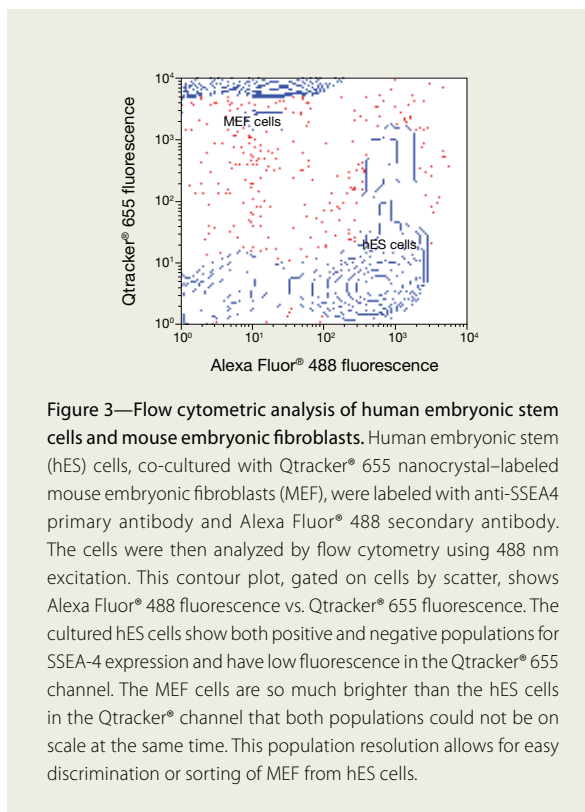 10⁴
10³
10²
10¹
10⁰
Qtracker® 655 fluorescence
MEF cells
hES cells
10⁰ 10¹ 10² 10³ 10⁴
Alexa Fluor® 488 fluorescence
Figure 3—Flow cytometric analysis of human embryonic stem
cells and mouse embryonic fibroblasts. Human embryonic stem
(hES) cells, co-cultured with Qtracker® 655 nanocrystal–labeled
mouse embryonic fibroblasts (MEF), were labeled with anti-SSEA4
primary antibody and Alexa Fluor® 488 secondary antibody.
The cells were then analyzed by flow cytometry using 488 nm
excitation. This contour plot, gated on cells by scatter, shows
Alexa Fluor® 488 fluorescence vs. Qtracker® 655 fluorescence. The
cultured hES cells show both positive and negative populations for
SSEA-4 expression and have low fluorescence in the Qtracker® 655
channel. The MEF cells are so much brighter than the hES cells
in the Qtracker® channel that both populations could not be on
scale at the same time. This population resolution allows for easy
discrimination or sorting of MEF from hES cells.